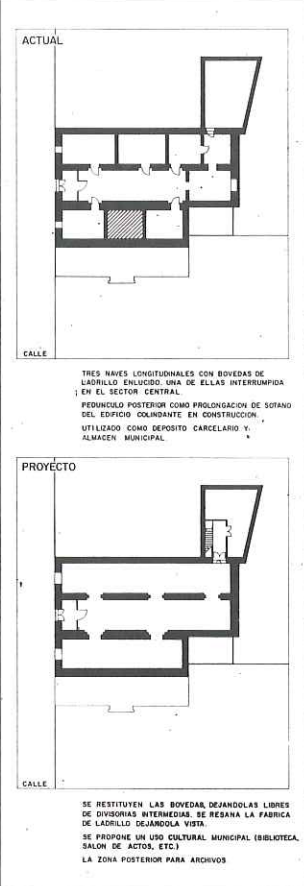 ACTUAL
CALLE
TRES NAVES LONGITUDINALES CON BOVEDAS DE
LADRILLO ENLUCIDO. UNA DE ELLAS INTERRUMPIDA
EN EL SECTOR CENTRAL.
PEDUNCULO POSTERIOR COMO PROLONGACION DE SOTANO
DEL EDIFICIO COLINDANTE EN CONSTRUCCION.
UTILIZADO COMO DEPOSITO CARCELARIO Y
ALMACEN MUNICIPAL.
PROYECTO
CALLE
SE RESTITUYEN LAS BOVEDAS, DEJANDOLAS LIBRES
DE DIVISORIAS INTERMEDIAS. SE RESANA LA FABRICA
DE LADRILLO DEJÁNDOLA VISTA.
SE PROPONE UN USO CULTURAL MUNICIPAL (BIBLIOTECA,
SALON DE ACTOS, ETC.)
LA ZONA POSTERIOR PARA ARCHIVOS